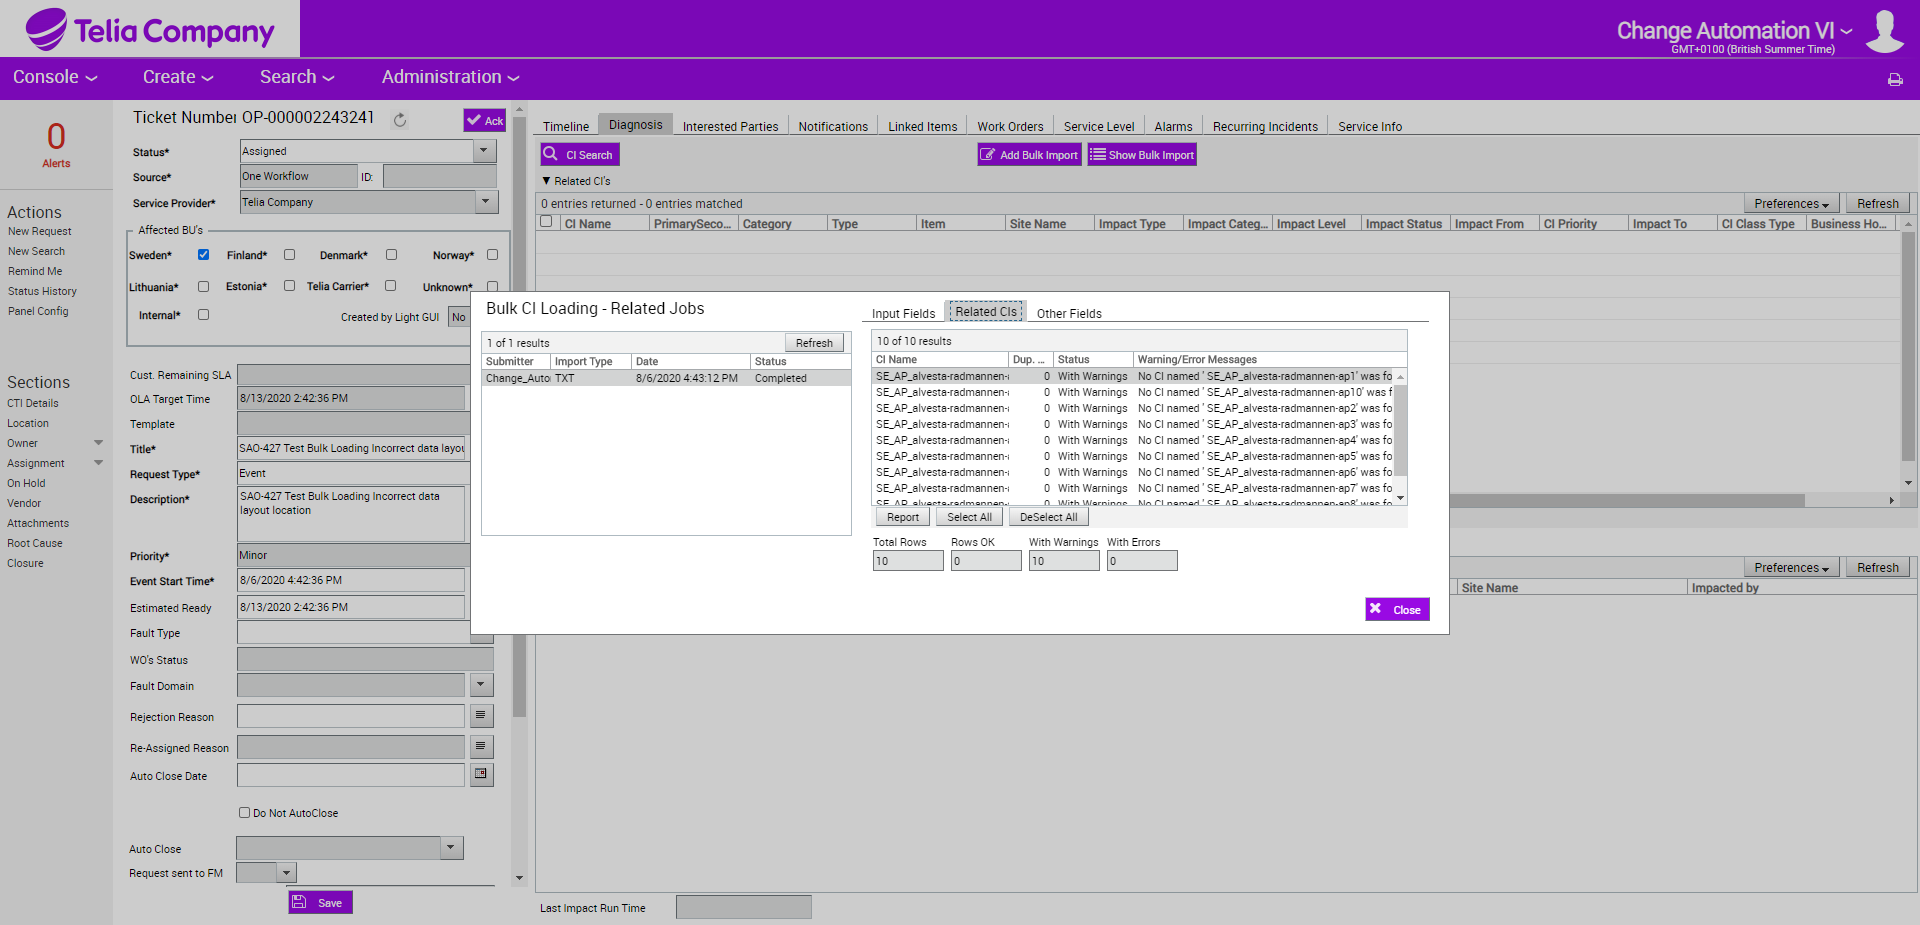 Telia Company
Change Automation VI
GMT+0100 (British Summer Time)
Console
Create
Search
Administration
0
Alerts
Actions
New Request
New Search
Remind Me
Status History
Panel Config
Sections
CTI Details
Location
Owner
Assignment
On Hold
Vendor
Attachments
Root Cause
Closure
Ticket Number OP-000002243241
Ack
Status* Assigned
Source* One Workflow ID:
Service Provider* Telia Company
Affected BU's
Sweden* Finland* Denmark* Norway*
Lithuania* Estonia* Telia Carrier* Unknown*
Internal* Created by Light GUI No
Cust. Remaining SLA
OLA Target Time 8/13/2020 2:42:36 PM
Template
Title* SAO-427 Test Bulk Loading Incorrect data layou
Request Type* Event
Description* SAO-427 Test Bulk Loading Incorrect data
layout location
Priority* Minor
Event Start Time* 8/6/2020 4:42:36 PM
Estimated Ready 8/13/2020 2:42:36 PM
Fault Type
WO's Status
Fault Domain
Rejection Reason
Re-Assigned Reason
Auto Close Date
Do Not AutoClose
Auto Close
Request sent to FM
Save
Timeline Diagnosis Interested Parties Notifications Linked Items Work Orders Service Level Alarms Recurring Incidents Service Info
CI Search Add Bulk Import Show Bulk Import
Related CI's
0 entries returned - 0 entries matched Preferences Refresh
CI Name PrimarySeco... Category Type Item Site Name Impact Type Impact Categ... Impact Level Impact Status Impact From CI Priority Impact To CI Class Type Business Ho...
Bulk CI Loading - Related Jobs
1 of 1 results Refresh
Submitter Import Type Date Status
Change_Auto TXT 8/6/2020 4:43:12 PM Completed
Input Fields Related CIs Other Fields
10 of 10 results
CI Name Dup. ... Status Warning/Error Messages
SE_AP_alvesta-radmannen- 0 With Warnings No CI named ' SE_AP_alvesta-radmannen-ap1' was fo
SE_AP_alvesta-radmannen- 0 With Warnings No CI named ' SE_AP_alvesta-radmannen-ap10' was f
SE_AP_alvesta-radmannen- 0 With Warnings No CI named ' SE_AP_alvesta-radmannen-ap2' was fo
SE_AP_alvesta-radmannen- 0 With Warnings No CI named ' SE_AP_alvesta-radmannen-ap3' was fo
SE_AP_alvesta-radmannen- 0 With Warnings No CI named ' SE_AP_alvesta-radmannen-ap4' was fo
SE_AP_alvesta-radmannen- 0 With Warnings No CI named ' SE_AP_alvesta-radmannen-ap5' was fo
SE_AP_alvesta-radmannen- 0 With Warnings No CI named ' SE_AP_alvesta-radmannen-ap6' was fo
SE_AP_alvesta-radmannen- 0 With Warnings No CI named ' SE_AP_alvesta-radmannen-ap7' was fo
SE_AP_alvesta-radmannen- 0 With Warnings No CI named ' SE_AP_alvesta-radmannen-ap8' was fo
Report Select All DeSelect All
Total Rows Rows OK With Warnings With Errors
10 0 10 0
Close
Preferences Refresh
Site Name Impacted by
Last Impact Run Time